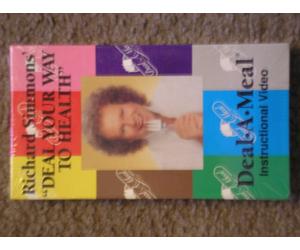 Richard Simmons'
"DEAL YOUR WAY
TO HEALTH"
Deal-A-Meal
Instructional Video